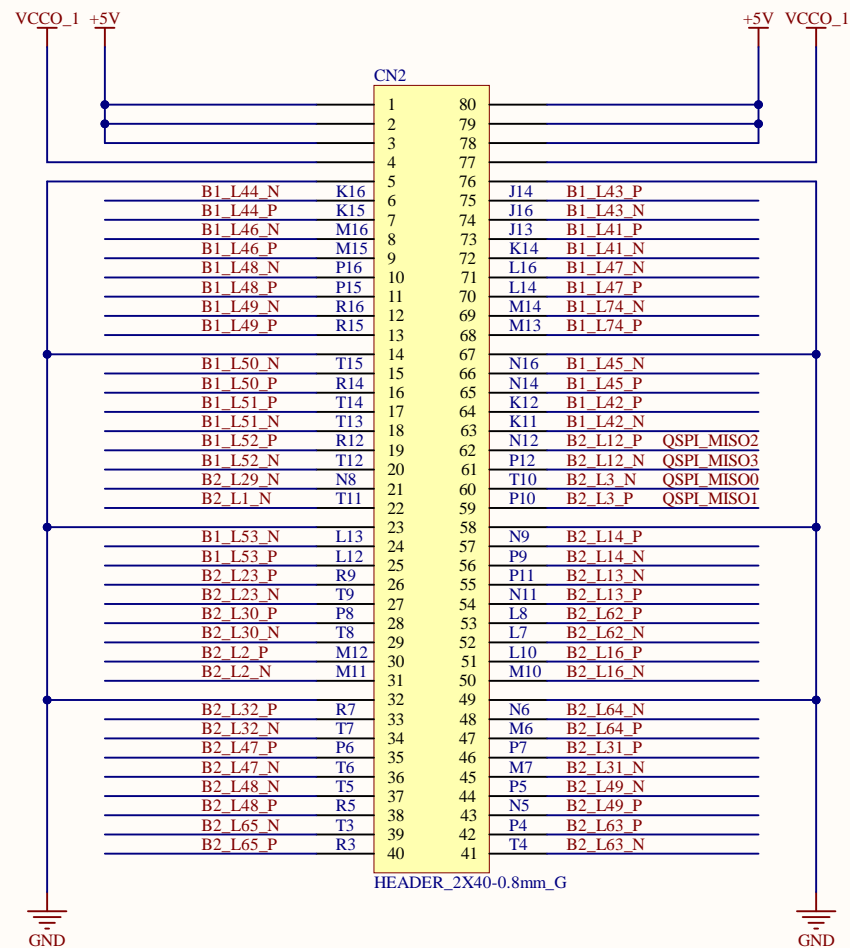 VCCO_1 +5V +5V VCCO_1
CN2
1 80
2 79
3 78
4 77
5 76
B1_L44_N K16 6 75 J14 B1_L43_P
B1_L44_P K15 7 74 J16 B1_L43_N
B1_L46_N M16 8 73 J13 B1_L41_P
B1_L46_P M15 9 72 K14 B1_L41_N
B1_L48_N P16 10 71 L16 B1_L47_N
B1_L48_P P15 11 70 L14 B1_L47_P
B1_L49_N R16 12 69 M14 B1_L74_N
B1_L49_P R15 13 68 M13 B1_L74_P
14 67
B1_L50_N T15 15 66 N16 B1_L45_N
B1_L50_P R14 16 65 N14 B1_L45_P
B1_L51_P T14 17 64 K12 B1_L42_P
B1_L51_N T13 18 63 K11 B1_L42_N
B1_L52_P R12 19 62 N12 B2_L12_P QSPI_MISO2
B1_L52_N T12 20 61 P12 B2_L12_N QSPI_MISO3
B2_L29_N N8 21 60 T10 B2_L3_N QSPI_MISO0
B2_L1_N T11 22 59 P10 B2_L3_P QSPI_MISO1
23 58
B1_L53_N L13 24 57 N9 B2_L14_P
B1_L53_P L12 25 56 P9 B2_L14_N
B2_L23_P R9 26 55 P11 B2_L13_N
B2_L23_N T9 27 54 N11 B2_L13_P
B2_L30_P P8 28 53 L8 B2_L62_P
B2_L30_N T8 29 52 L7 B2_L62_N
B2_L2_P M12 30 51 L10 B2_L16_P
B2_L2_N M11 31 50 M10 B2_L16_N
32 49
B2_L32_P R7 33 48 N6 B2_L64_N
B2_L32_N T7 34 47 M6 B2_L64_P
B2_L47_P P6 35 46 P7 B2_L31_P
B2_L47_N T6 36 45 M7 B2_L31_N
B2_L48_N T5 37 44 P5 B2_L49_N
B2_L48_P R5 38 43 N5 B2_L49_P
B2_L65_N T3 39 42 P4 B2_L63_P
B2_L65_P R3 40 41 T4 B2_L63_N
HEADER_2X40-0.8mm_G
GND GND